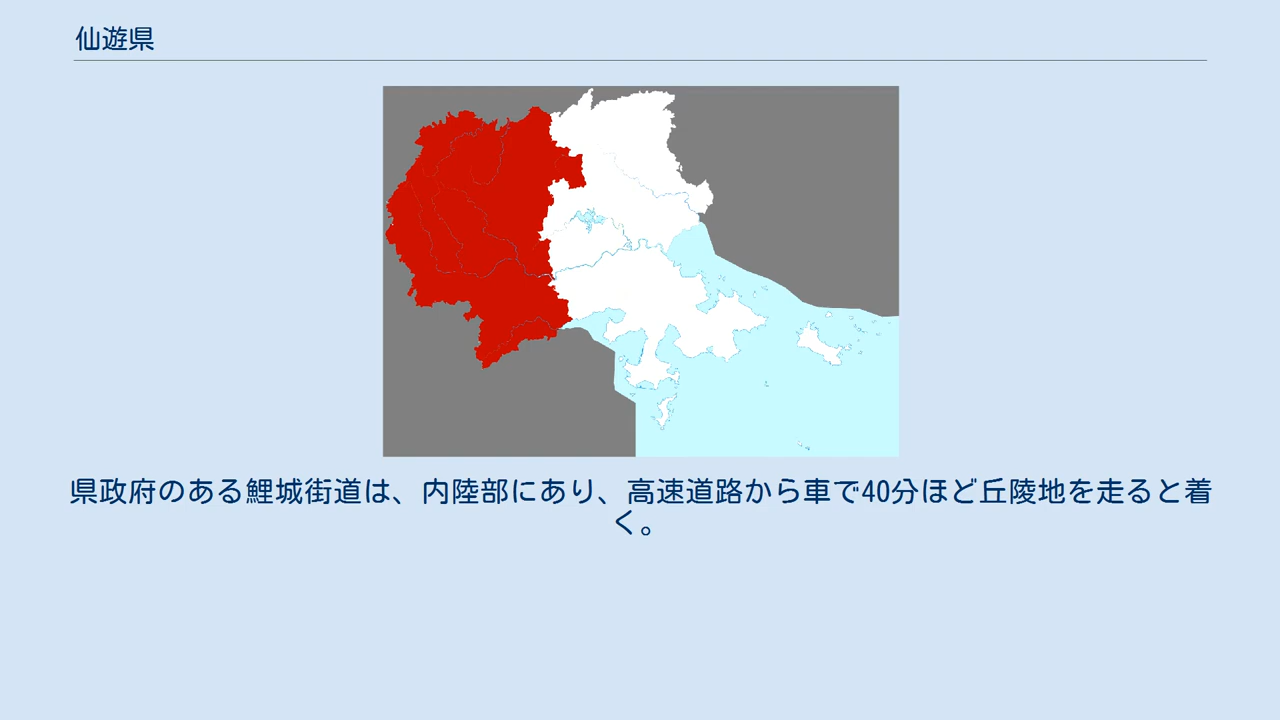 仙遊県
県政府のある鯉城街道は、内陸部にあり、高速道路から車で40分ほど丘陵地を走ると着
く。